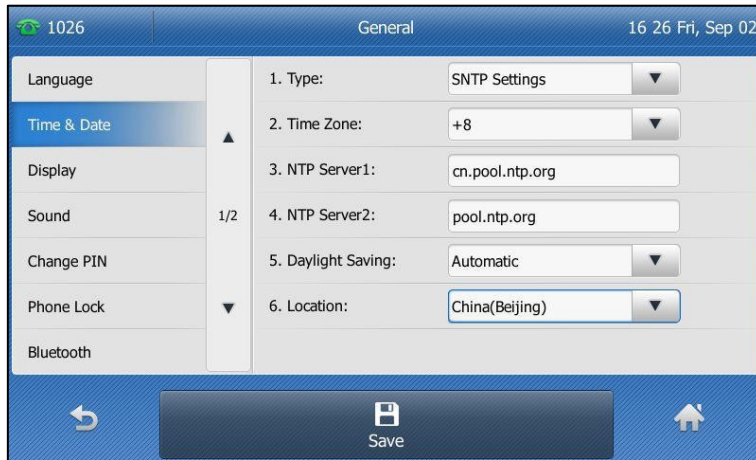 1026
General
16 26 Fri, Sep 02
Language
Time & Date
Display
Sound
Change PIN
Phone Lock
Bluetooth
1/2
1. Type: SNTP Settings
2. Time Zone: +8
3. NTP Server1: cn.pool.ntp.org
4. NTP Server2: pool.ntp.org
5. Daylight Saving: Automatic
6. Location: China(Beijing)
Save